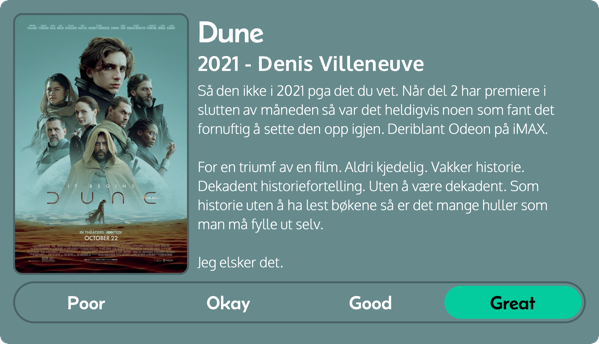 Dune
2021 - Denis Villeneuve
Så den ikke i 2021 pga det du vet. Når del 2 har premiere i
slutten av måneden så var det heldigvis noen som fant det
fornuftig å sette den opp igjen. Deriblant Odeon på iMAX.
For en triumf av en film. Aldri kjedelig. Vakker historie.
Dekadent historiefortelling. Uten å være dekadent. Som
historie uten å ha lest bøkene så er det mange huller som
man må fylle ut selv.
Jeg elsker det.
IT BEGINS
DUNE
IN THEATERS
OCTOBER 22
Poor
Okay
Good
Great